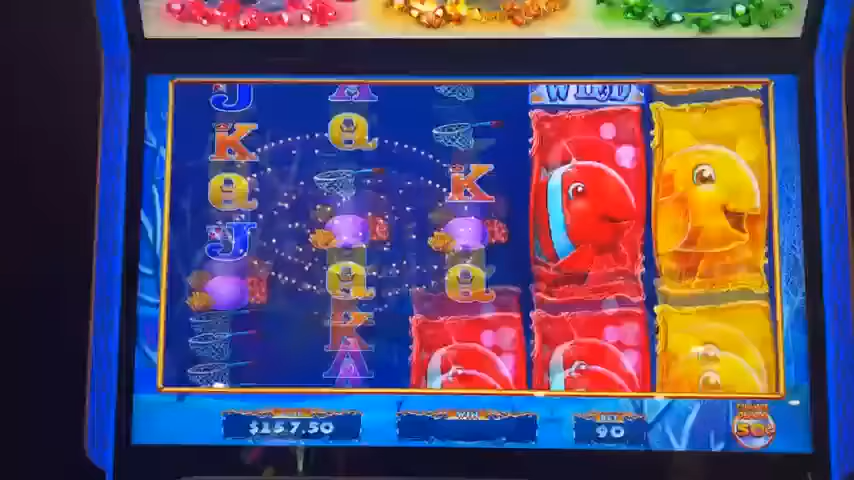 WILD
J A
K Q
K
Q
J
Q Q
K
A
WIN
BET
$157.50 90 50¢